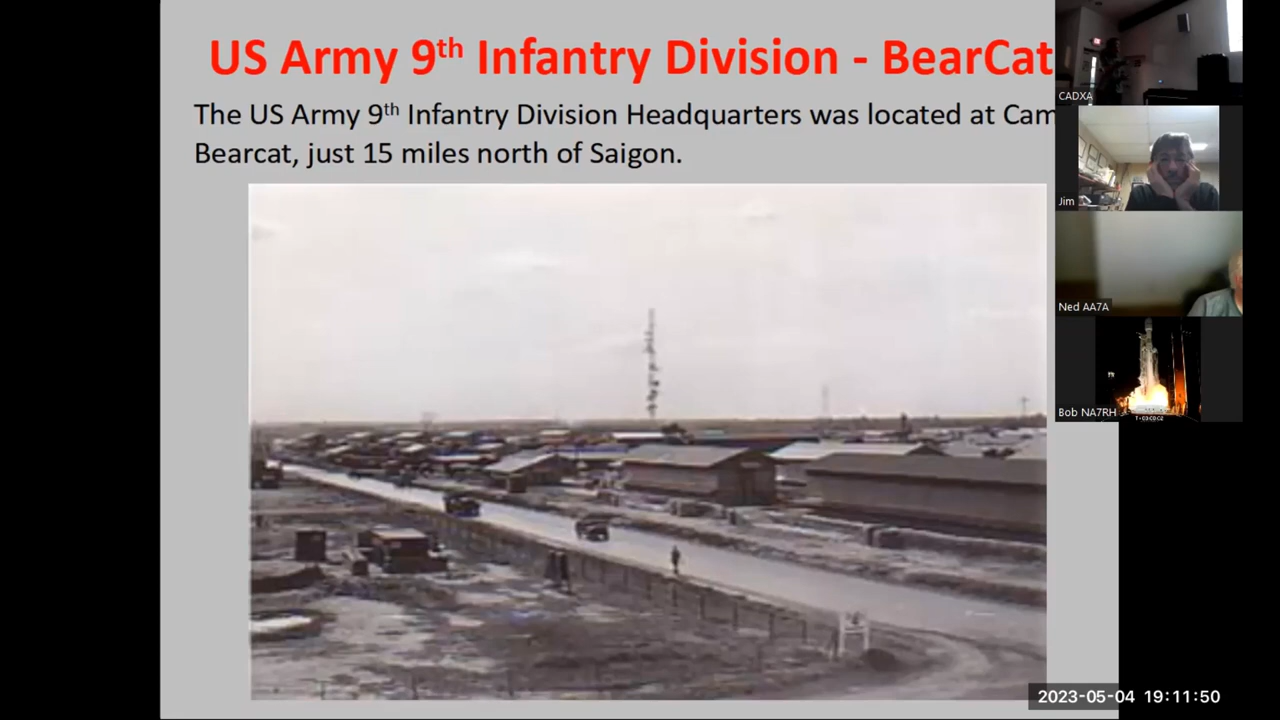 US Army 9th Infantry Division - BearCat
The US Army 9th Infantry Division Headquarters was located at Cam
Bearcat, just 15 miles north of Saigon.
CADXA
Jim
Ned AA7A
Bob NA7RH
2023-05-04 19:11:50